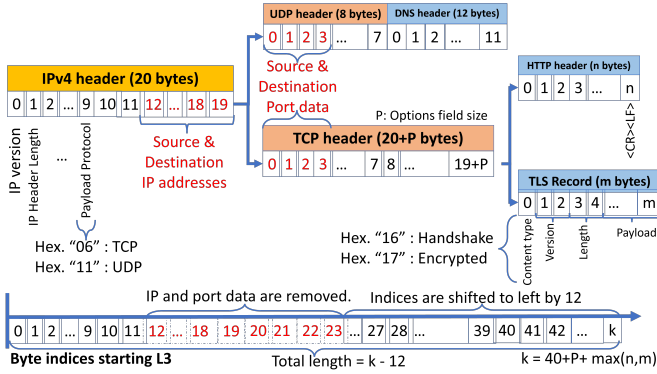 UDP header (8 bytes) DNS header (12 bytes)
0 1 2 3 ... 7 0 1 2 ... 11
IPv4 header (20 bytes)
0 1 2 ... 9 10 11 12 ... 18 19
Source &
Destination
Port data
HTTP header (n bytes)
0 1 2 3 ... n
<CR><LF>
P: Options field size
TCP header (20+P bytes)
0 1 2 3 ... 7 8 ... 19+P
Source &
Destination
IP addresses
IP version
IP Header Length
...
Payload Protocol
Hex. “06” : TCP
Hex. “11” : UDP
TLS Record (m bytes)
0 1 2 3 4 ... m
Content type
Version
Length
Payload
Hex. “16” : Handshake
Hex. “17” : Encrypted
IP and port data are removed.
Indices are shifted to left by 12
0 1 2 ... 9 10 11 12 ... 18 19 20 21 22 23 ... 27 28 ... 39 40 41 42 ... k
Byte indices starting L3
Total length = k - 12
k = 40+P+ max(n,m)